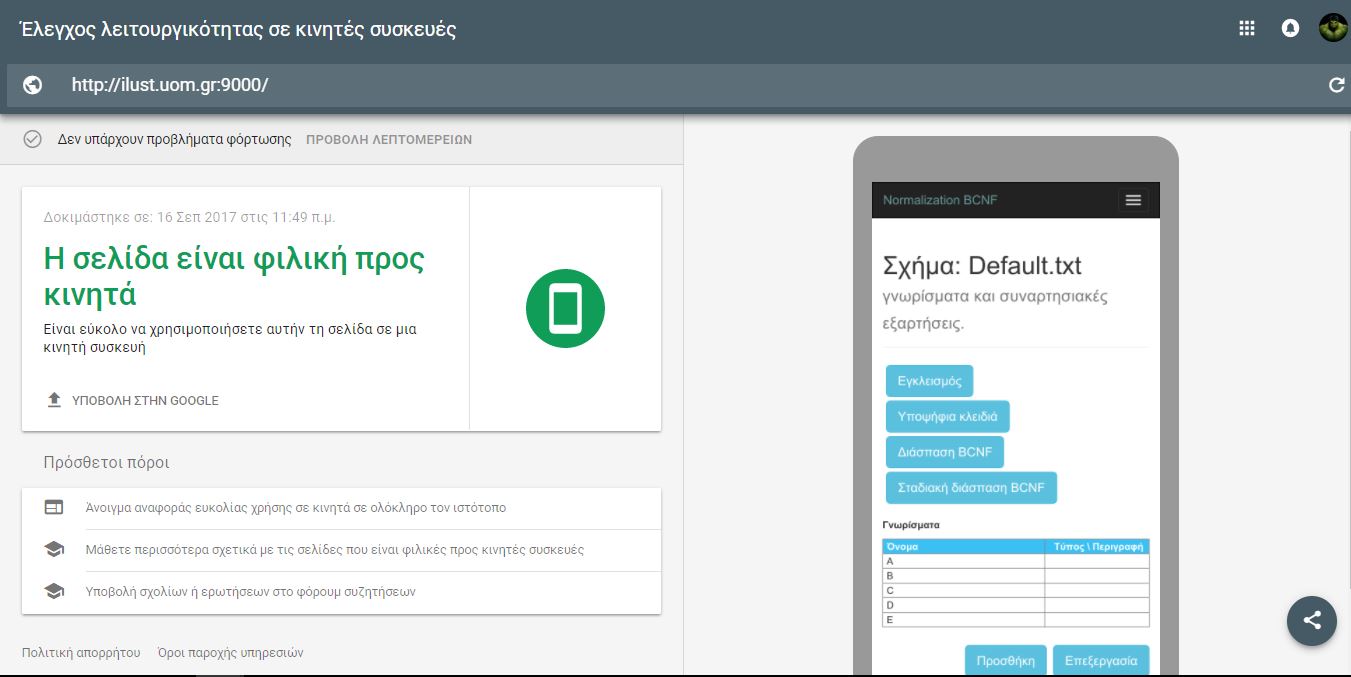 Έλεγχος λειτουργικότητας σε κινητές συσκευές
http://ilust.uom.gr:9000/
Δεν υπάρχουν προβλήματα φόρτωσης ΠΡΟΒΟΛΗ ΛΕΠΤΟΜΕΡΕΙΩΝ
Δοκιμάστηκε σε: 16 Σεπ 2017 στις 11:49 π.μ.
Η σελίδα είναι φιλική προς
κινητά
Είναι εύκολο να χρησιμοποιήσετε αυτήν τη σελίδα σε μια
κινητή συσκευή
ΥΠΟΒΟΛΗ ΣΤΗΝ GOOGLE
Πρόσθετοι πόροι
Άνοιγμα αναφοράς ευκολίας χρήσης σε κινητά σε ολόκληρο τον ιστότοπο
Μάθετε περισσότερα σχετικά με τις σελίδες που είναι φιλικές προς κινητές συσκευές
Υποβολή σχολίων ή ερωτήσεων στο φόρουμ συζητήσεων
Πολιτική απορρήτου Όροι παροχής υπηρεσιών
Normalization BCNF
Σχήμα: Default.txt
γνωρίσματα και συναρτησιακές
εξαρτήσεις.
Εγκλεισμός
Υποψήφια κλειδιά
Διάσπαση BCNF
Σταδιακή διάσπαση BCNF
Γνωρίσματα
Όνομα Τύπος \ Περιγραφή
A
B
C
D
E
Προσθήκη Επεξεργασία